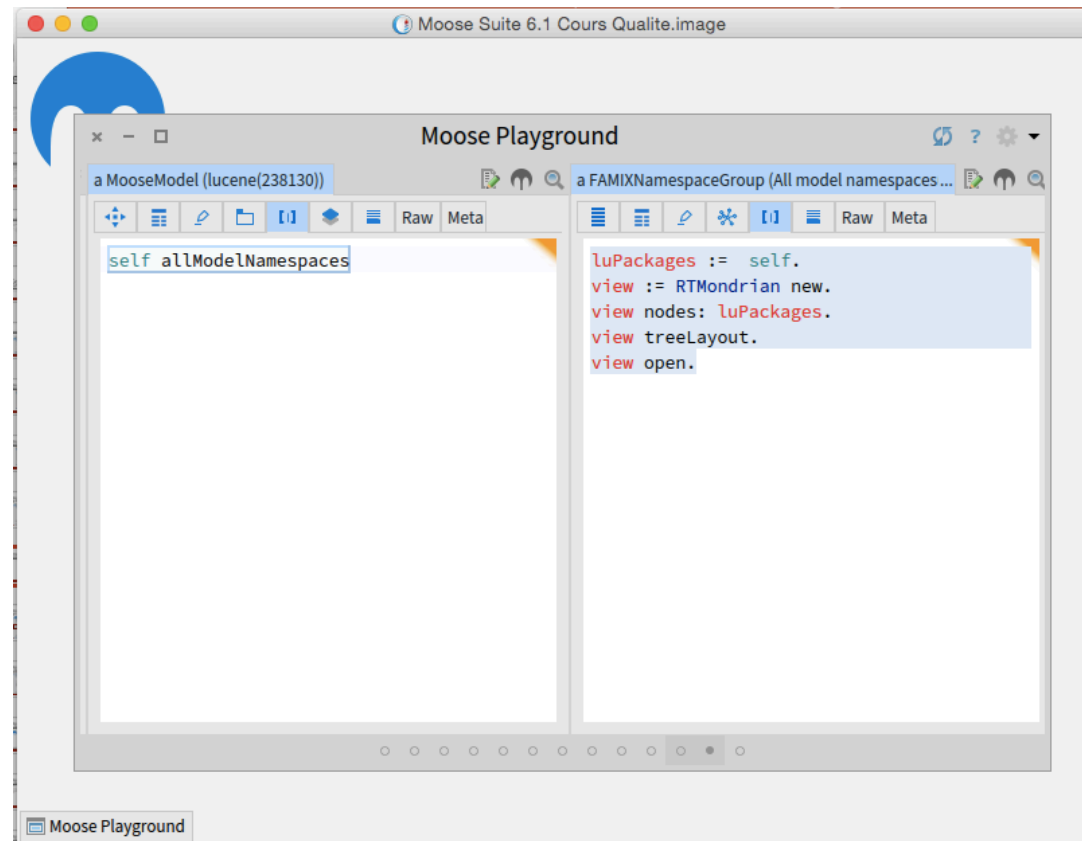 Moose Suite 6.1 Cours Qualite.image
Moose Playground
?
a MooseModel (lucene(238130))
Raw Meta
self allModelNamespaces
a FAMIXNamespaceGroup (All model namespaces ...
Raw Meta
luPackages :=  self.
view := RTMondrian new.
view nodes: luPackages.
view treeLayout.
view open.
Moose Playground